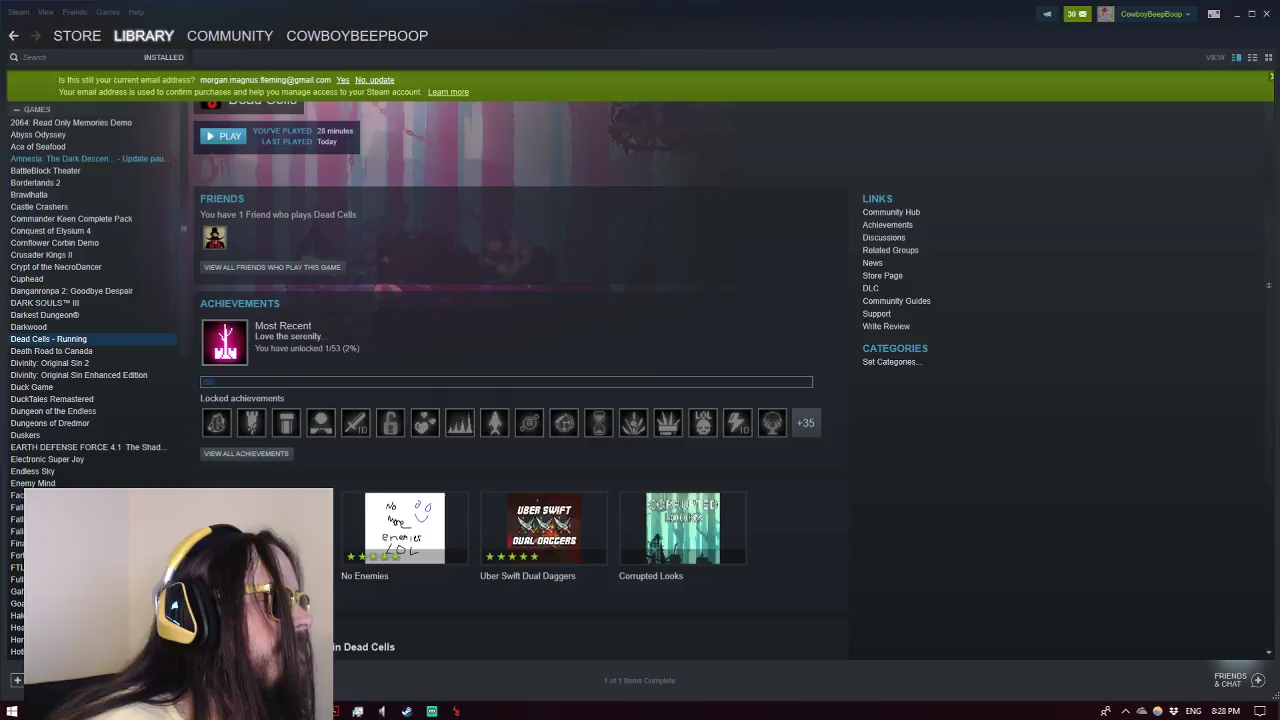 Steam View Friends Games Help
30 CowboyBeepBoop
STORE LIBRARY COMMUNITY COWBOYBEEPBOOP
Search INSTALLED VIEW
Is this still your current email address? morgan.magnus.fleming@gmail.com Yes No, update
Your email address is used to confirm purchases and help you manage access to your Steam account. Learn more
GAMES
2064: Read Only Memories Demo
Abyss Odyssey
Ace of Seafood
Amnesia: The Dark Descen... - Update pau...
BattleBlock Theater
Borderlands 2
Brawlhalla
Castle Crashers
Commander Keen Complete Pack
Conquest of Elysium 4
Cornflower Corbin Demo
Crusader Kings II
Crypt of the NecroDancer
Cuphead
Danganronpa 2: Goodbye Despair
DARK SOULS™ III
Darkest Dungeon®
Darkwood
Dead Cells - Running
Death Road to Canada
Divinity: Original Sin 2
Divinity: Original Sin Enhanced Edition
Duck Game
DuckTales Remastered
Dungeon of the Endless
Dungeons of Dredmor
Duskers
EARTH DEFENSE FORCE 4.1 The Shad...
Electronic Super Joy
Endless Sky
Enemy Mind
Dead Cells
PLAY
YOU'VE PLAYED 28 minutes
LAST PLAYED Today
FRIENDS
You have 1 Friend who plays Dead Cells
VIEW ALL FRIENDS WHO PLAY THIS GAME
ACHIEVEMENTS
Most Recent
Love the serenity...
You have unlocked 1/53 (2%)
Locked achievements
10
LOL
10
+35
VIEW ALL ACHIEVEMENTS
No
More
enemies
LOL
No Enemies
UBER SWIFT
DUAL DAGGERS
Uber Swift Dual Daggers
CORRUPTED
LOOKS
Corrupted Looks
in Dead Cells
LINKS
Community Hub
Achievements
Discussions
Related Groups
News
Store Page
DLC
Community Guides
Support
Write Review
CATEGORIES
Set Categories...
1 of 1 Items Complete
FRIENDS
& CHAT
ENG 8:28 PM